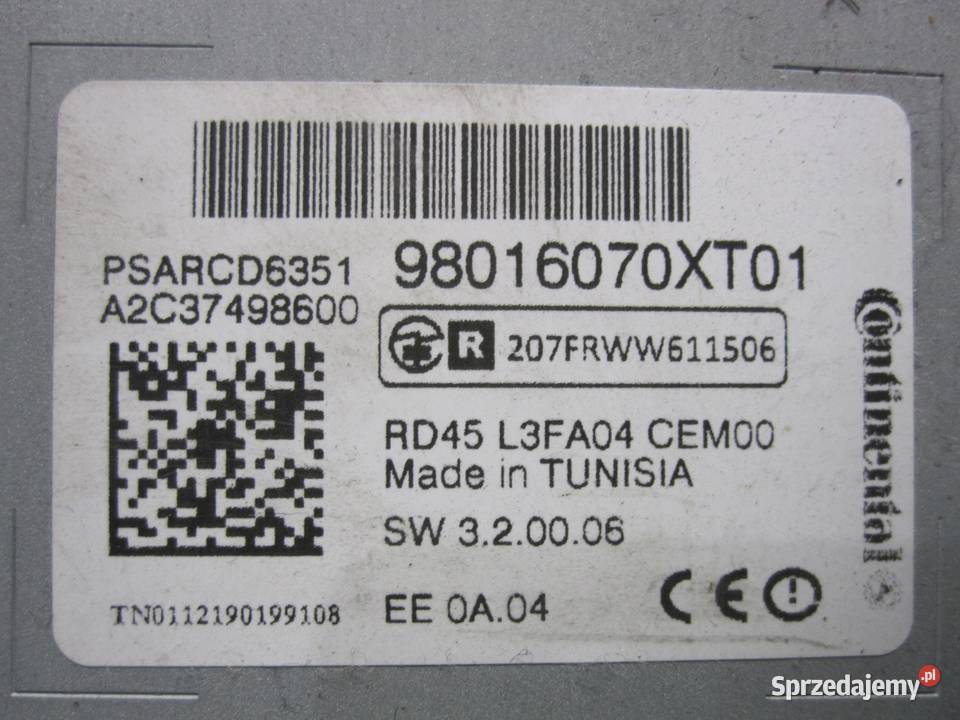 PSARCD6351
98016070XT01
A2C37498600
R 207FRWW611506
RD45 L3FA04 CEM00
Made in TUNISIA
SW 3.2.00.06
TN0112190199108
EE 0A.04
CE
Continental
Sprzedajemy.pl